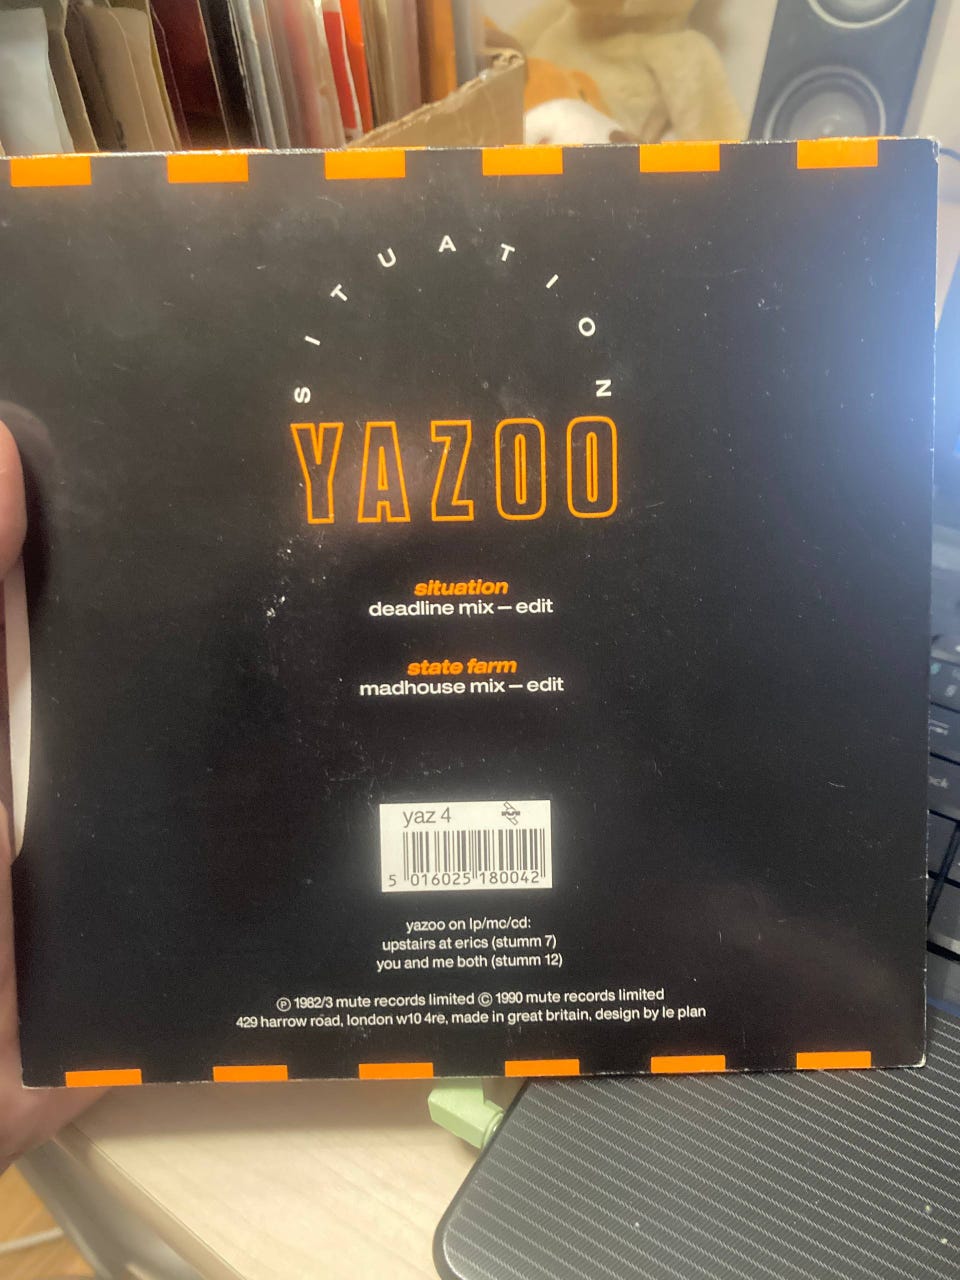 SITUATION
YAZOO
situation
deadline mix – edit
state farm
madhouse mix – edit
yaz 4
5 016025 180042
yazoo on lp/mc/cd:
upstairs at erics (stumm 7)
you and me both (stumm 12)
℗ 1982/3 mute records limited © 1990 mute records limited
429 harrow road, london w10 4re, made in great britain, design by le plan